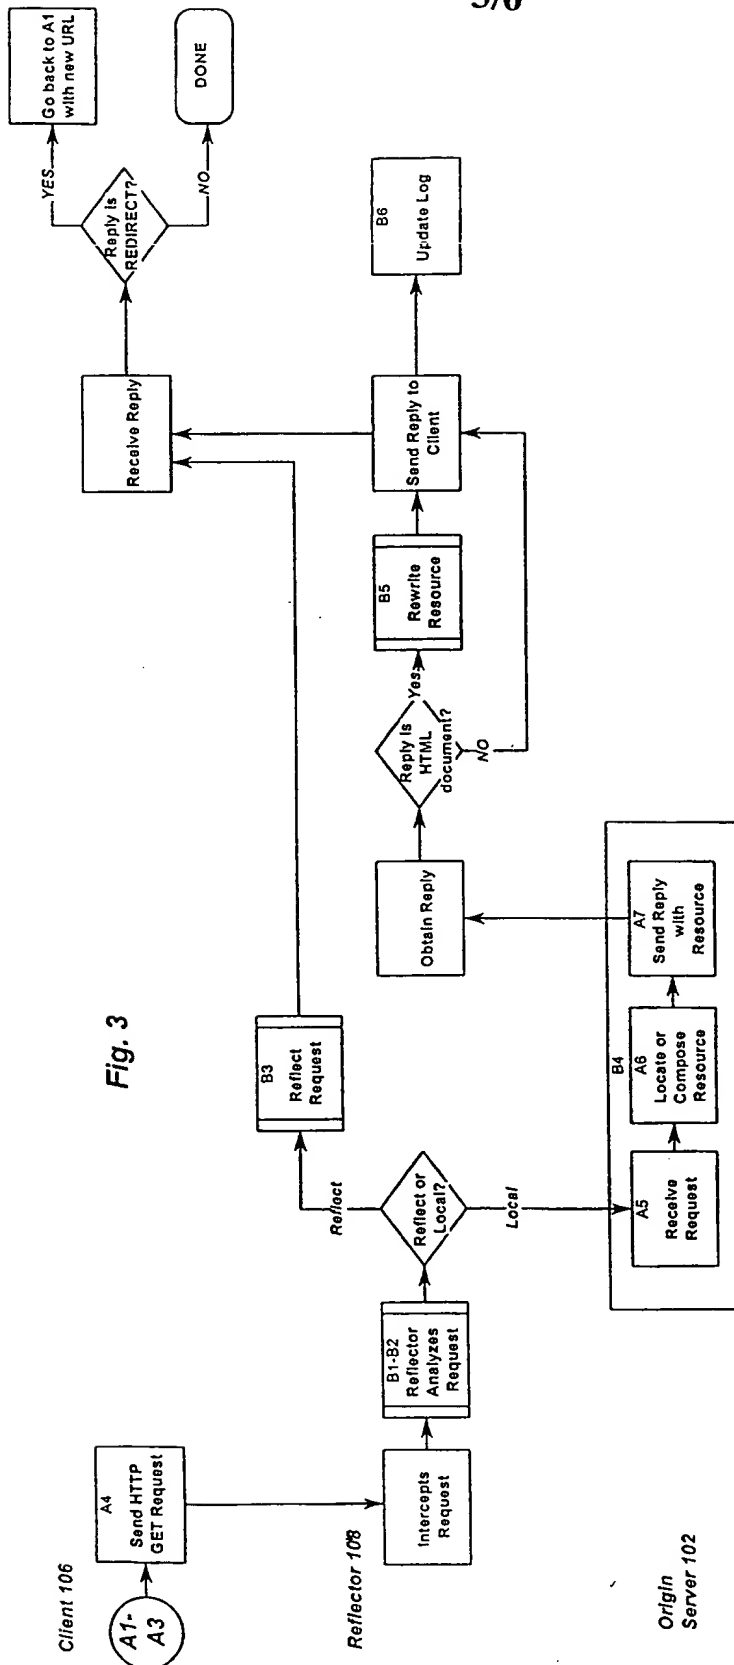 3/6
Fig. 3
Client 106
A1-
A3
A4
Send HTTP
GET Request
Receive Reply
Reply is
REDIRECT?
YES
Go back to A1
with new URL
NO
DONE
Reflector 108
Intercepts
Request
B1-B2
Reflector
Analyzes
Request
Reflect or
Local?
Reflect
B3
Reflect
Request
Local
Obtain Reply
Reply is
HTML
document?
Yes
NO
B5
Rewrite
Resource
Send Reply to
Client
B6
Update Log
Origin
Server 102
B4
A5
Receive
Request
A6
Locate or
Compose
Resource
A7
Send Reply
with
Resource